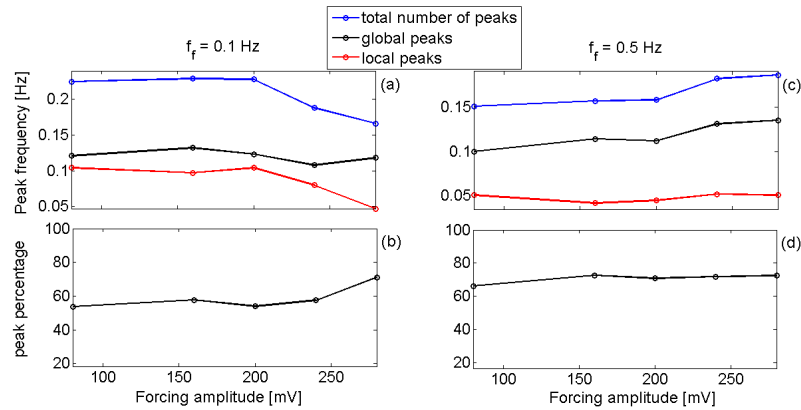 total number of peaks
global peaks
local peaks
f_f = 0.1 Hz
f_f = 0.5 Hz
(a)
(c)
Peak frequency [Hz]
0.2
0.15
0.1
0.05
0.15
0.1
0.05
(b)
(d)
peak percentage
100
80
60
40
20
100
80
60
40
20
100 150 200 250
100 150 200 250
Forcing amplitude [mV]
Forcing amplitude [mV]